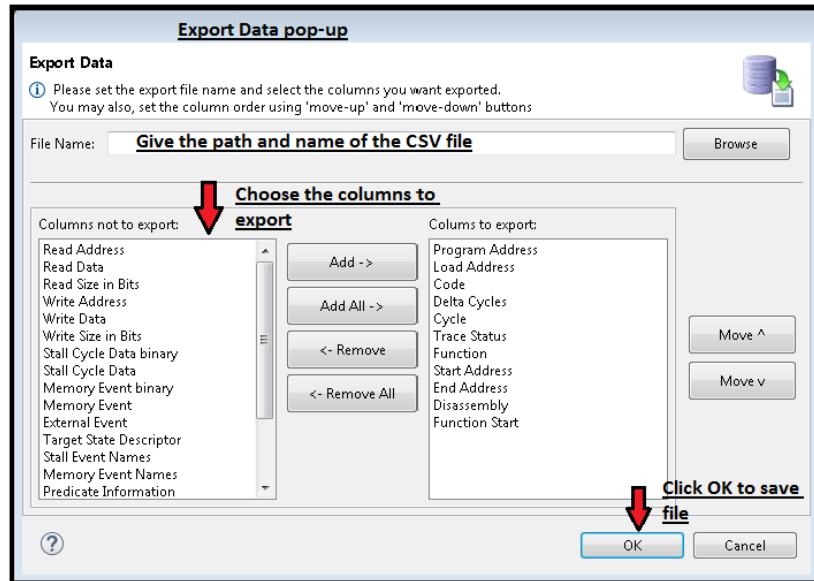 Export Data pop-up
Export Data
Please set the export file name and select the columns you want exported.
You may also, set the column order using 'move-up' and 'move-down' buttons
File Name:
Give the path and name of the CSV file
Browse
Choose the columns to
export
Columns not to export:
Read Address
Read Data
Read Size in Bits
Write Address
Write Data
Write Size in Bits
Stall Cycle Data binary
Stall Cycle Data
Memory Event binary
Memory Event
External Event
Target State Descriptor
Stall Event Names
Memory Event Names
Predicate Information
Add ->
Add All ->
<- Remove
<- Remove All
Colums to export:
Program Address
Load Address
Code
Delta Cycles
Cycle
Trace Status
Function
Start Address
End Address
Disassembly
Function Start
Move ^
Move v
Click OK to save
file
?
OK
Cancel